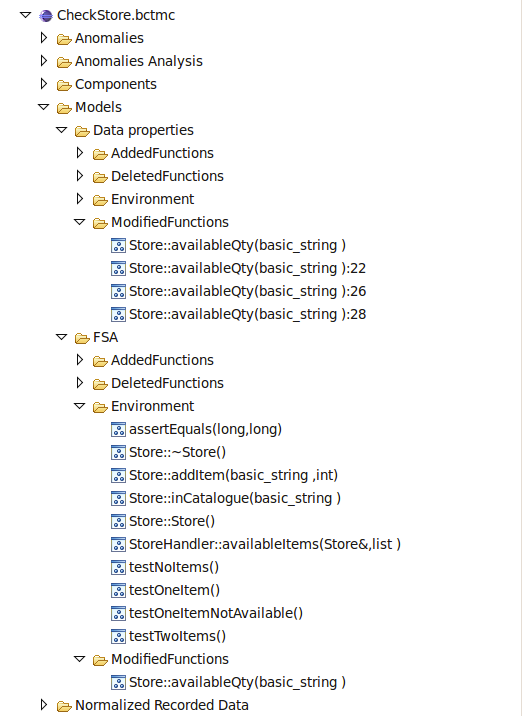 CheckStore.bctmc
Anomalies
Anomalies Analysis
Components
Models
Data properties
AddedFunctions
DeletedFunctions
Environment
ModifiedFunctions
Store::availableQty(basic_string )
Store::availableQty(basic_string ):22
Store::availableQty(basic_string ):26
Store::availableQty(basic_string ):28
FSA
AddedFunctions
DeletedFunctions
Environment
assertEquals(long,long)
Store::~Store()
Store::addItem(basic_string ,int)
Store::inCatalogue(basic_string )
Store::Store()
StoreHandler::availableItems(Store&,list )
testNoItems()
testOneItem()
testOneItemNotAvailable()
testTwoItems()
ModifiedFunctions
Store::availableQty(basic_string )
Normalized Recorded Data